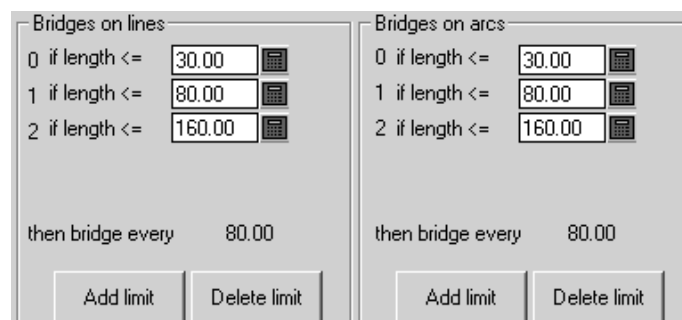 Bridges on lines
0 if length <= 30.00
1 if length <= 80.00
2 if length <= 160.00
then bridge every 80.00
Add limit Delete limit
Bridges on arcs
0 if length <= 30.00
1 if length <= 80.00
2 if length <= 160.00
then bridge every 80.00
Add limit Delete limit